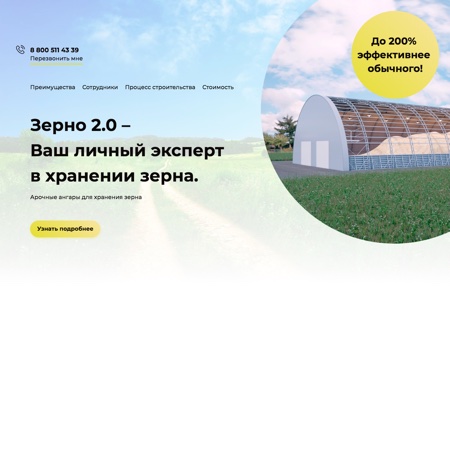 8 800 511 43 39
Перезвонить мне
До 200%
эффективнее
обычного!
Преимущества Сотрудники Процесс строительства Стоимость
Зерно 2.0 –
Ваш личный эксперт
в хранении зерна.
Арочные ангары для хранения зерна
Узнать подробнее